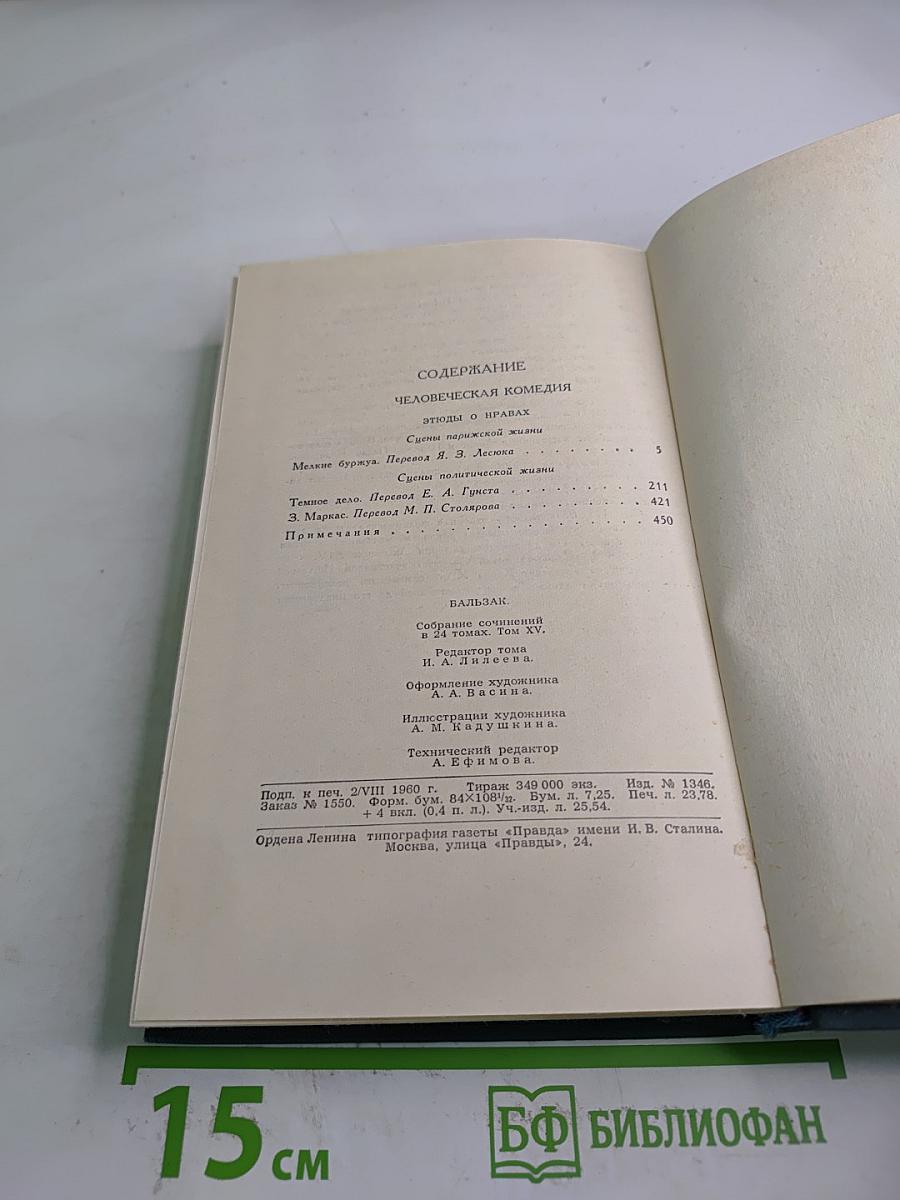 СОДЕРЖАНИЕ
ЧЕЛОВЕЧЕСКАЯ КОМЕДИЯ
ЭТЮДЫ О НРАВАХ
Сцены парижской жизни
Мелкие буржуа. Перевод Я. З. Лесюка . . . . . . . . 5
Сцены политической жизни
Темное дело. Перевод Е. А. Гунста . . . . . . . . . 211
З. Маркас. Перевод М. П. Столярова . . . . . . . . . 421
Примечания . . . . . . . . . . . . . . . . . 450
БАЛЬЗАК.
Собрание сочинений
в 24 томах. Том XV.
Редактор тома
И. А. Лилеева.
Оформление художника
А. А. Васина.
Иллюстрации художника
А. М. Кадушкина.
Технический редактор
А. Ефимова.
Подп. к печ. 2/VIII 1960 г. Тираж 349 000 экз. Изд. № 1346.
Заказ № 1550. Форм. бум. 84×108¹/₃₂. Бум. л. 7,25. Печ. л. 23,78.
+ 4 вкл. (0,4 п. л.). Уч.-изд. л. 25,54.
Ордена Ленина типография газеты «Правда» имени И. В. Сталина.
Москва, улица «Правды», 24.
15 см
БФ БИБЛИОФАН